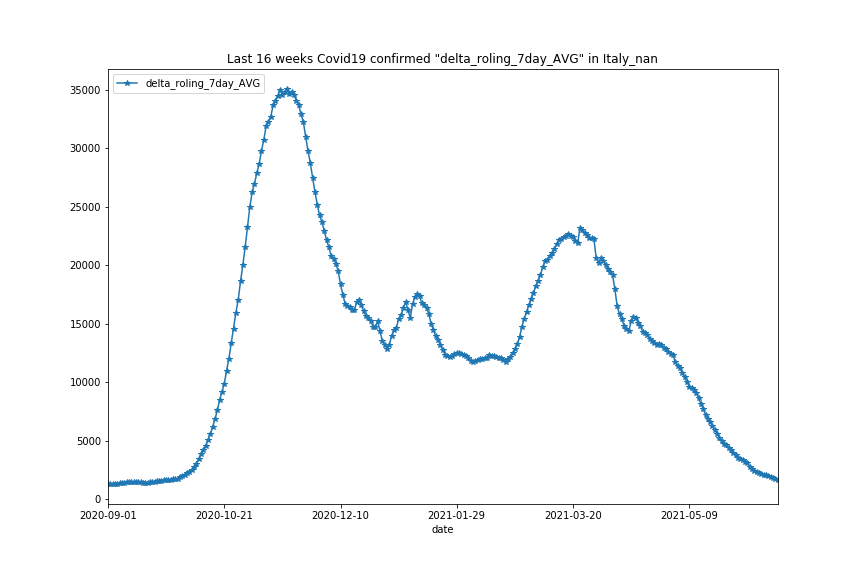 Last 16 weeks Covid19 confirmed "delta_roling_7day_AVG" in Italy_nan
delta_roling_7day_AVG
35000
30000
25000
20000
15000
10000
5000
0
2020-09-01 2020-10-21 2020-12-10 2021-01-29 2021-03-20 2021-05-09
date